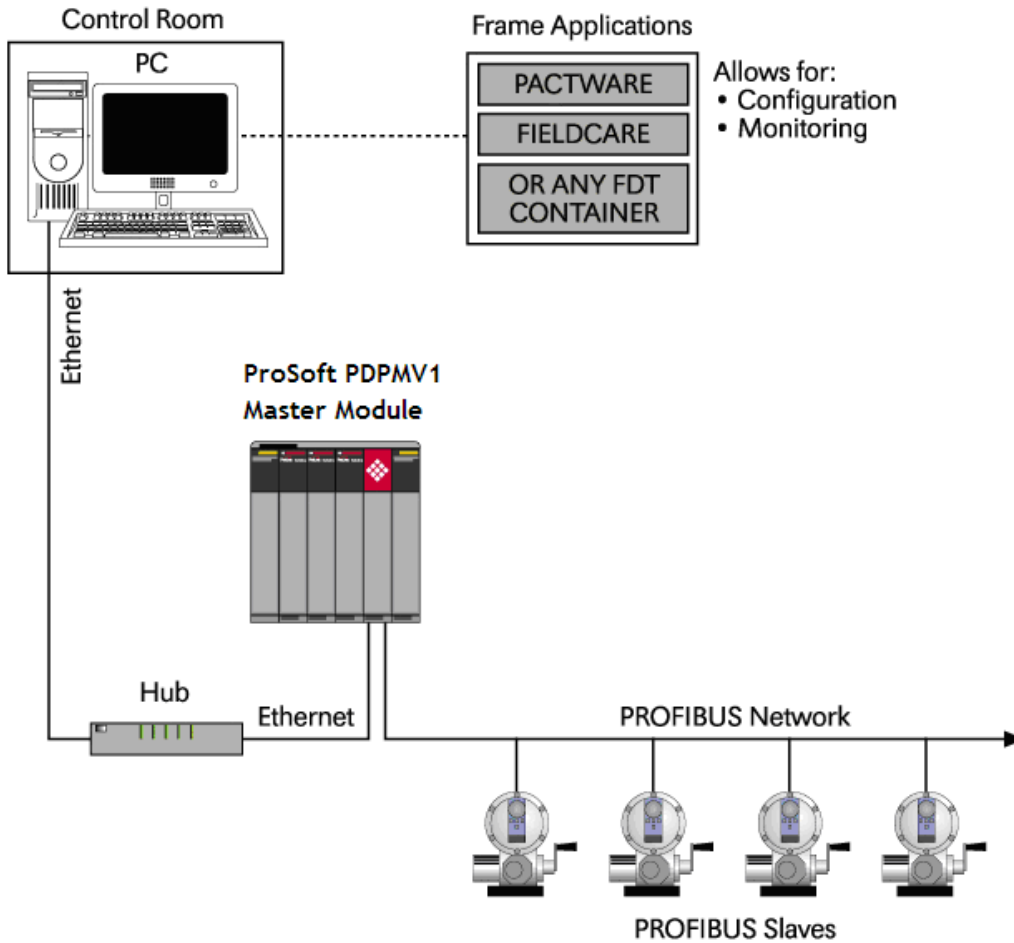 Control Room
PC
Frame Applications
PACTWARE
FIELDCARE
OR ANY FDT
CONTAINER
Allows for:
• Configuration
• Monitoring
Ethernet
ProSoft PDPMV1
Master Module
Hub
Ethernet
PROFIBUS Network
PROFIBUS Slaves